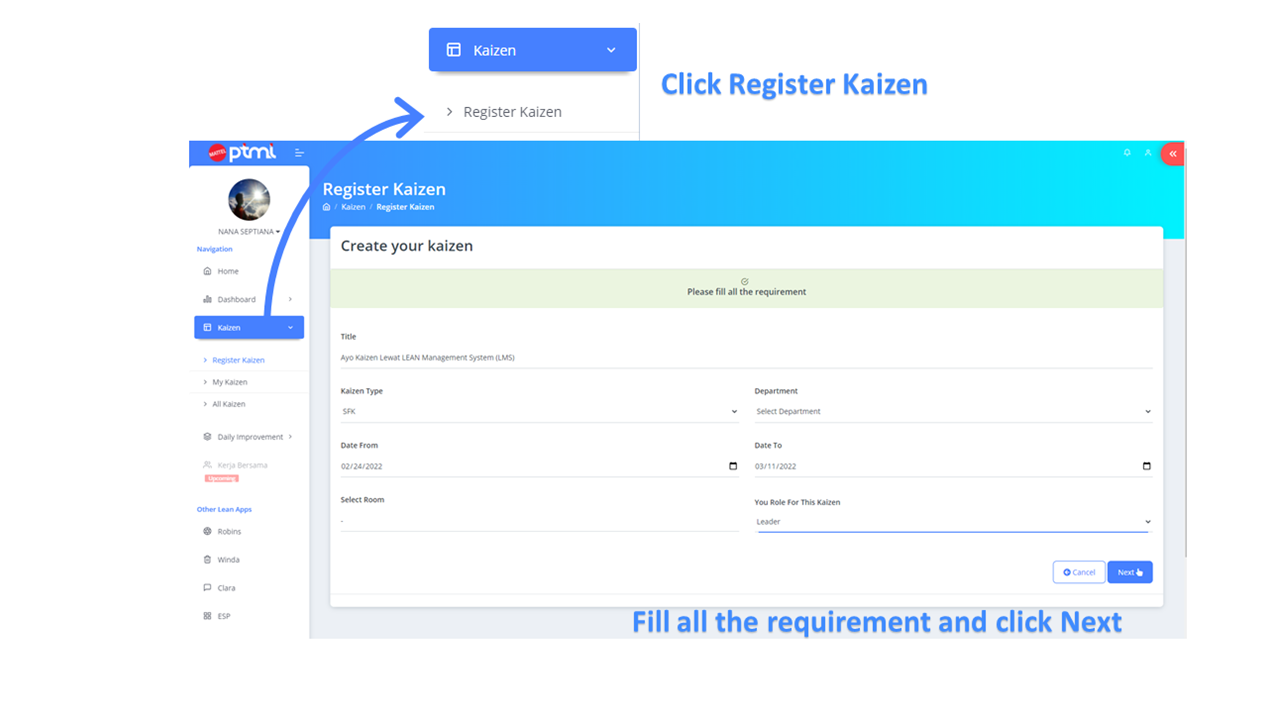 Kaizen
Click Register Kaizen
Register Kaizen
MATTEL ptmi
NANA SEPTIANA
Navigation
Home
Dashboard
Kaizen
Register Kaizen
My Kaizen
All Kaizen
Daily Improvement
Kerja Bersama
Upcoming
Other Lean Apps
Robins
Winda
Clara
ESP
Register Kaizen
/ Kaizen / Register Kaizen
Create your kaizen
Please fill all the requirement
Title
Ayo Kaizen Lewat LEAN Management System (LMS)
Kaizen Type
SFK
Department
Select Department
Date From
02/24/2022
Date To
03/11/2022
Select Room
-
You Role For This Kaizen
Leader
Cancel
Next
Fill all the requirement and click Next